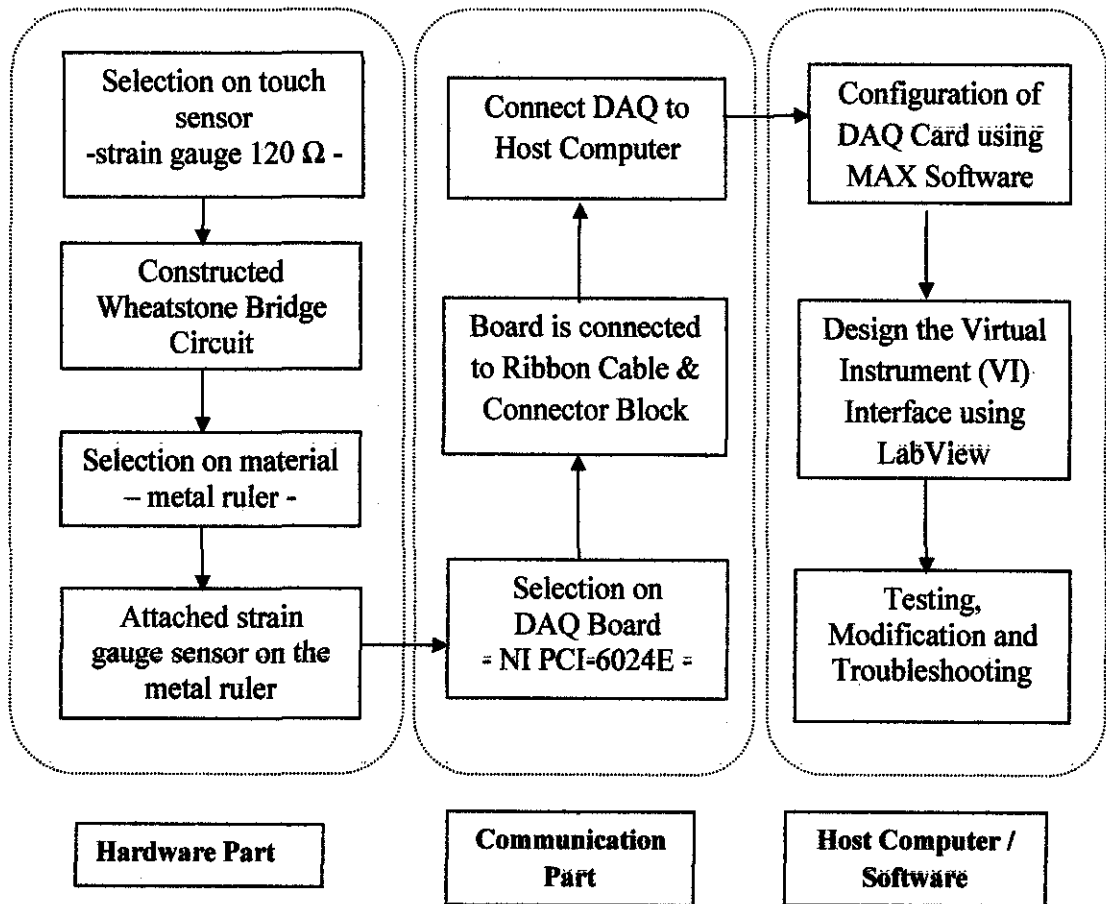 Selection on touch
sensor
-strain gauge 120 Ω -
Constructed
Wheatstone Bridge
Circuit
Selection on material
– metal ruler -
Attached strain
gauge sensor on the
metal ruler
Hardware Part
Connect DAQ to
Host Computer
Board is connected
to Ribbon Cable &
Connector Block
Selection on
DAQ Board
- NI PCI-6024E -
Communication
Part
Configuration of
DAQ Card using
MAX Software
Design the Virtual
Instrument (VI)
Interface using
LabView
Testing,
Modification and
Troubleshooting
Host Computer /
Software